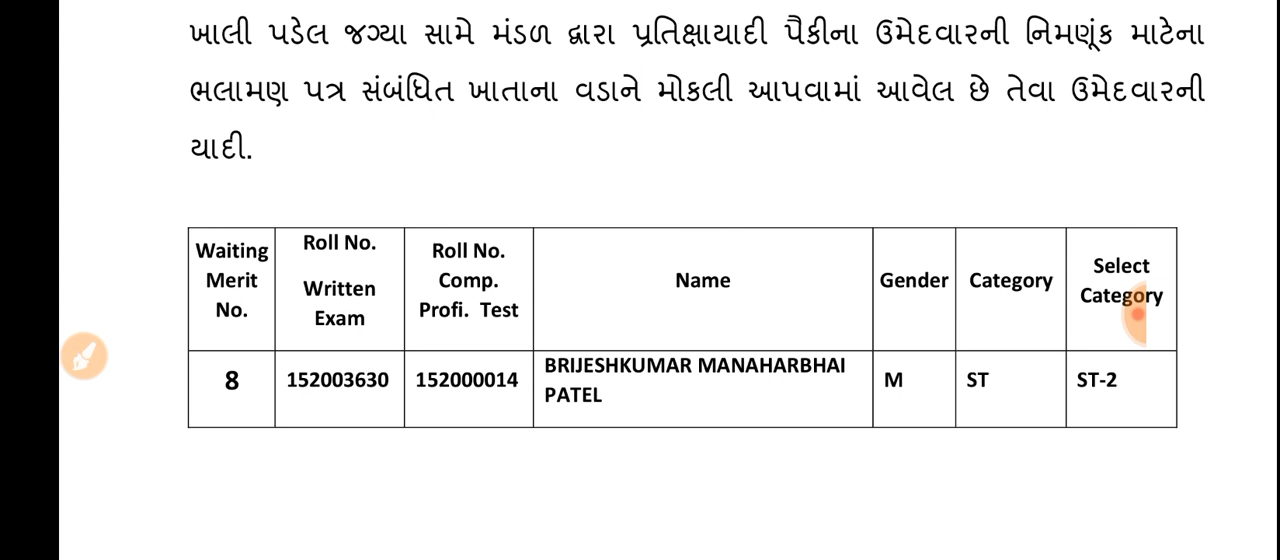 ખાલી પડેલ જગ્યા સામે મંડળ દ્વારા પ્રતિક્ષાયાદી પૈકીના ઉમેદવારની નિમણૂંક માટેના
ભલામણ પત્ર સંબંધિત ખાતાના વડાને મોકલી આપવામાં આવેલ છે તેવા ઉમેદવારની
યાદી.
Waiting Merit No.
Roll No. Written Exam
Roll No. Comp. Profi. Test
Name
Gender
Category
Select Category
8
152003630
152000014
BRIJESHKUMAR MANAHARBHAI
PATEL
M
ST
ST-2